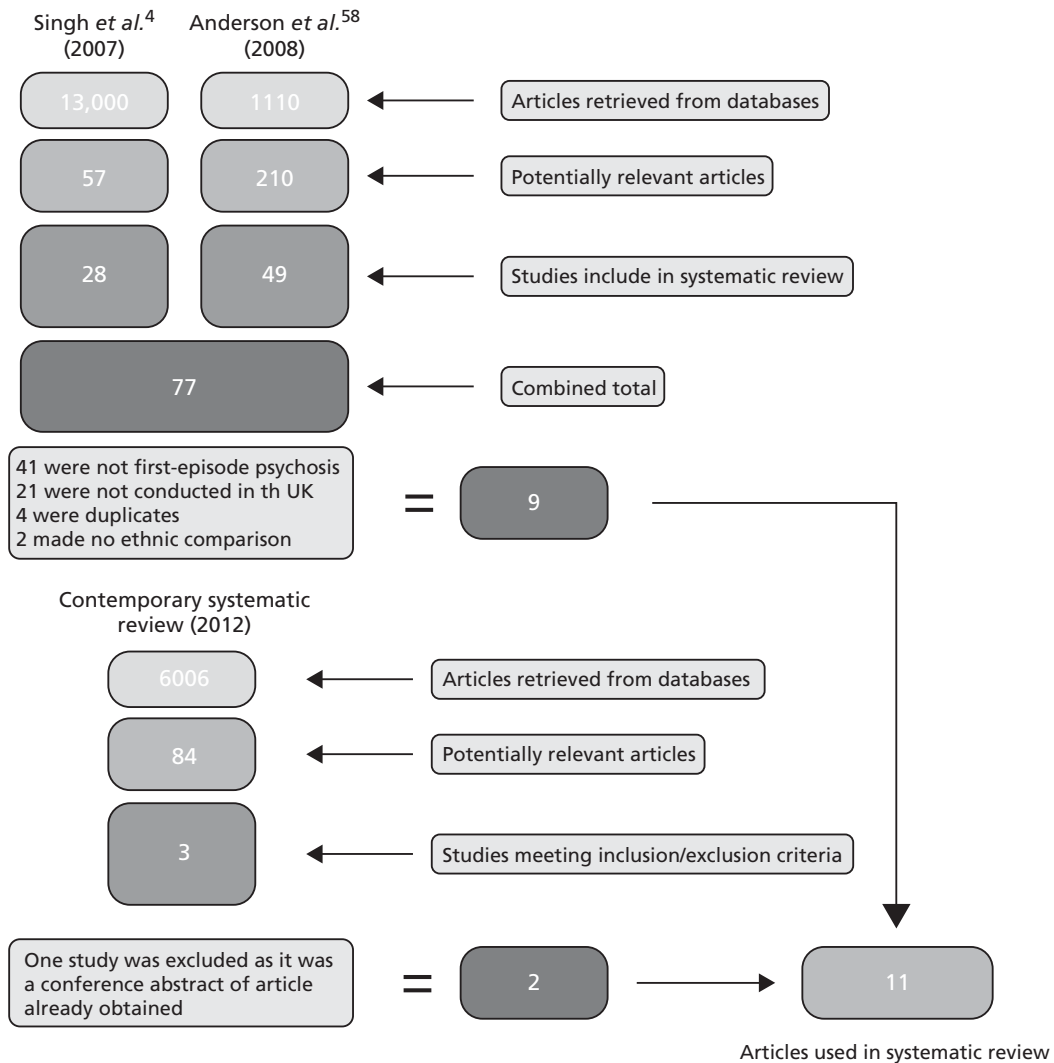 Singh et al.4 Anderson et al.58
(2007) (2008)
13,000 1110 Articles retrieved from databases
57 210 Potentially relevant articles
28 49 Studies include in systematic review
77 Combined total
41 were not first-episode psychosis
21 were not conducted in th UK
4 were duplicates
2 made no ethnic comparison
= 9
Contemporary systematic
review (2012)
6006 Articles retrieved from databases
84 Potentially relevant articles
3 Studies meeting inclusion/exclusion criteria
One study was excluded as it was
a conference abstract of article
already obtained
= 2 11
Articles used in systematic review